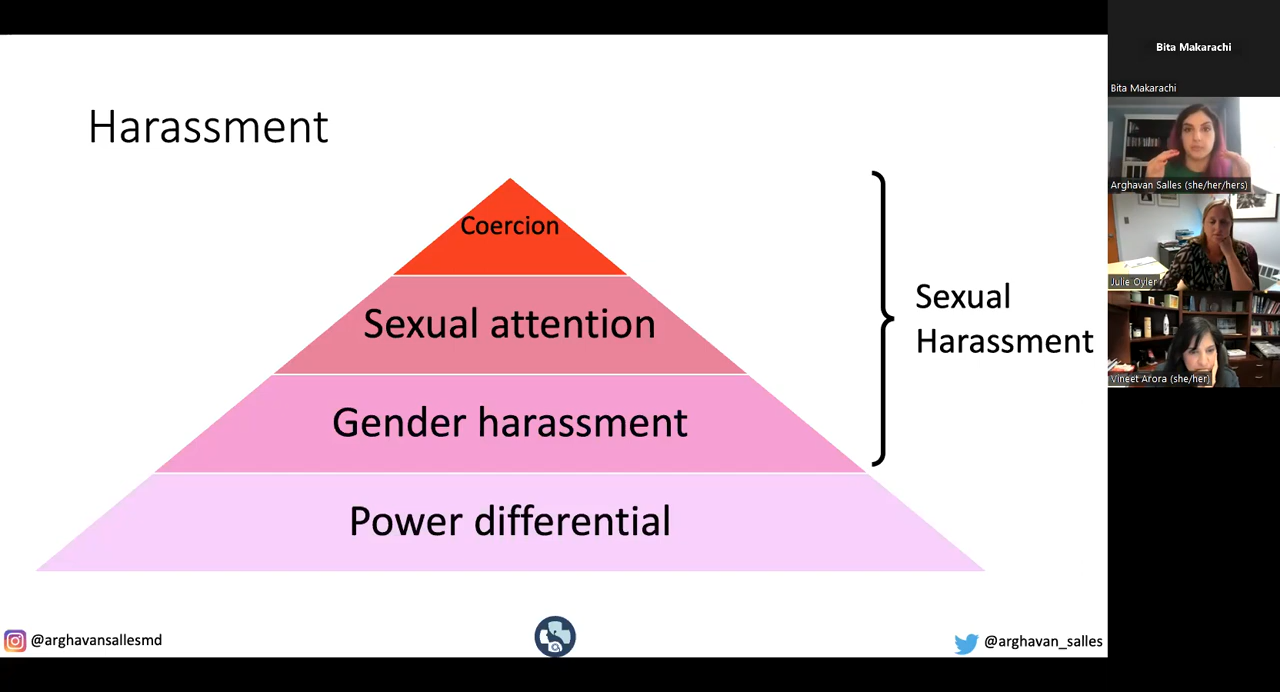 Harassment
Coercion
Sexual attention
Gender harassment
Power differential
Sexual
Harassment
@arghavansallesmd
@arghavan_salles
Bita Makarachi
Bita Makarachi
Arghavan Salles (she/her/hers)
Julie Oyler
Vineet Arora (she/her)